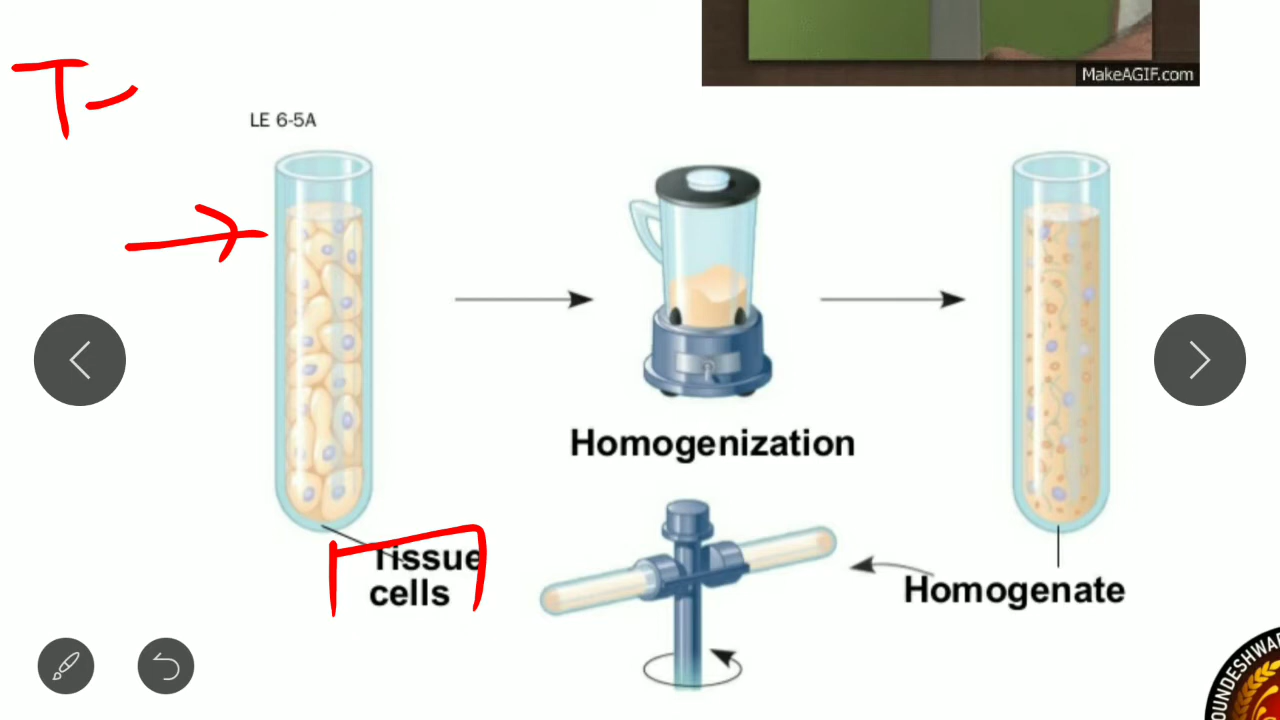 MakeAGIF.com
T-
LE 6-5A
Homogenization
Tissue
cells
Homogenate